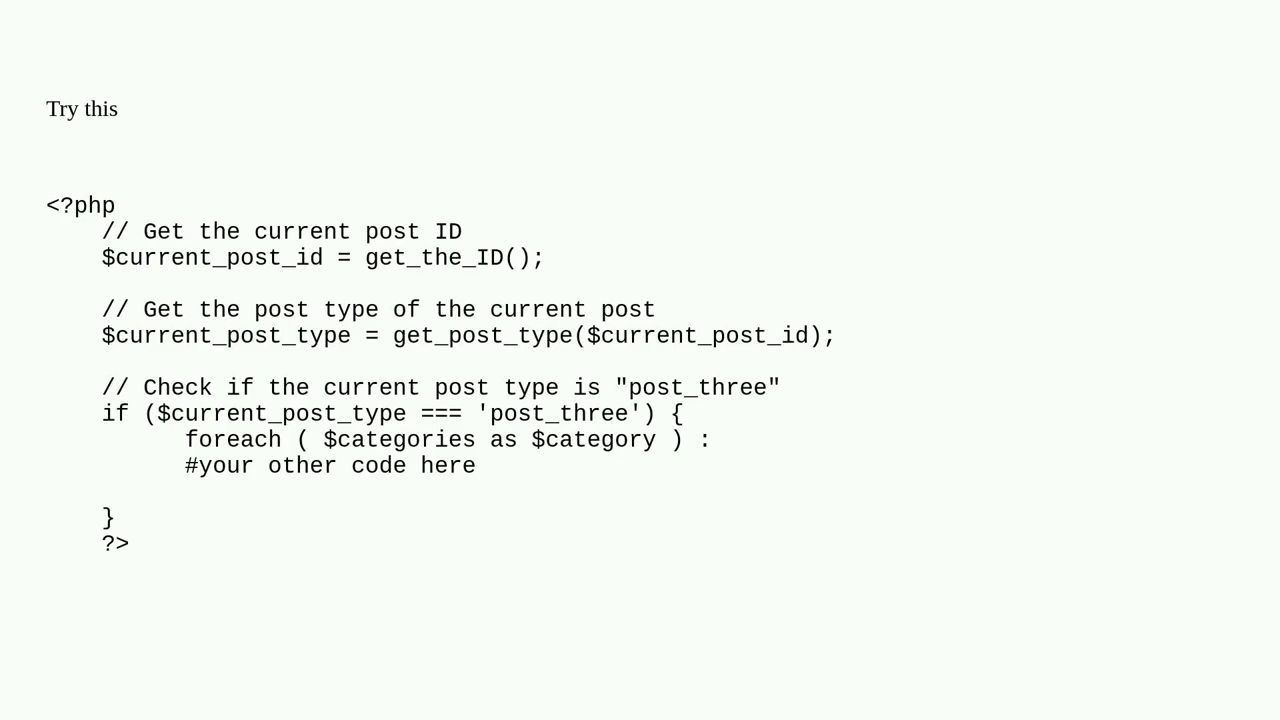 Try this
<?php
// Get the current post ID
$current_post_id = get_the_ID();
// Get the post type of the current post
$current_post_type = get_post_type($current_post_id);
// Check if the current post type is "post_three"
if ($current_post_type === 'post_three') {
foreach ( $categories as $category ) :
#your other code here
}
?>